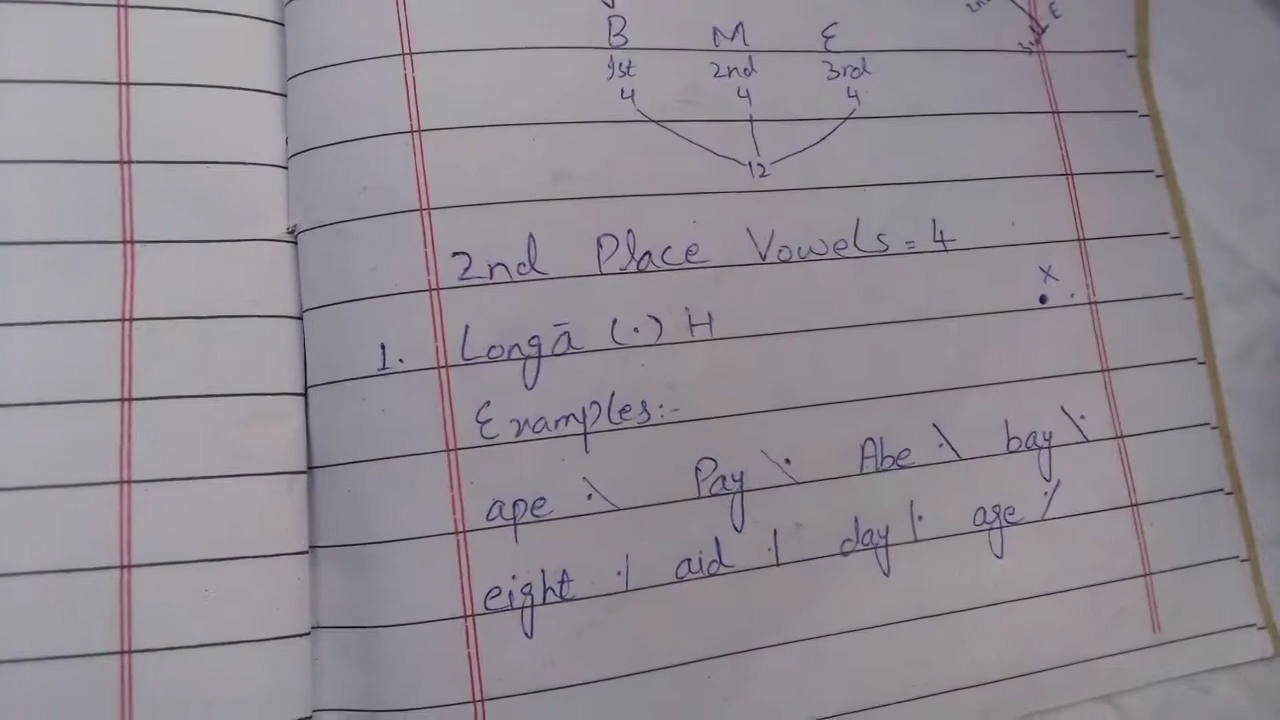 B M E
1st 2nd 3rd
4 4 4
12
2nd Place Vowels = 4
x
1. Long ā (·) H
Examples:-
ape ·\ Pay \· Abe ·\ bay \·
eight ·| aid ·| day |· age ·/